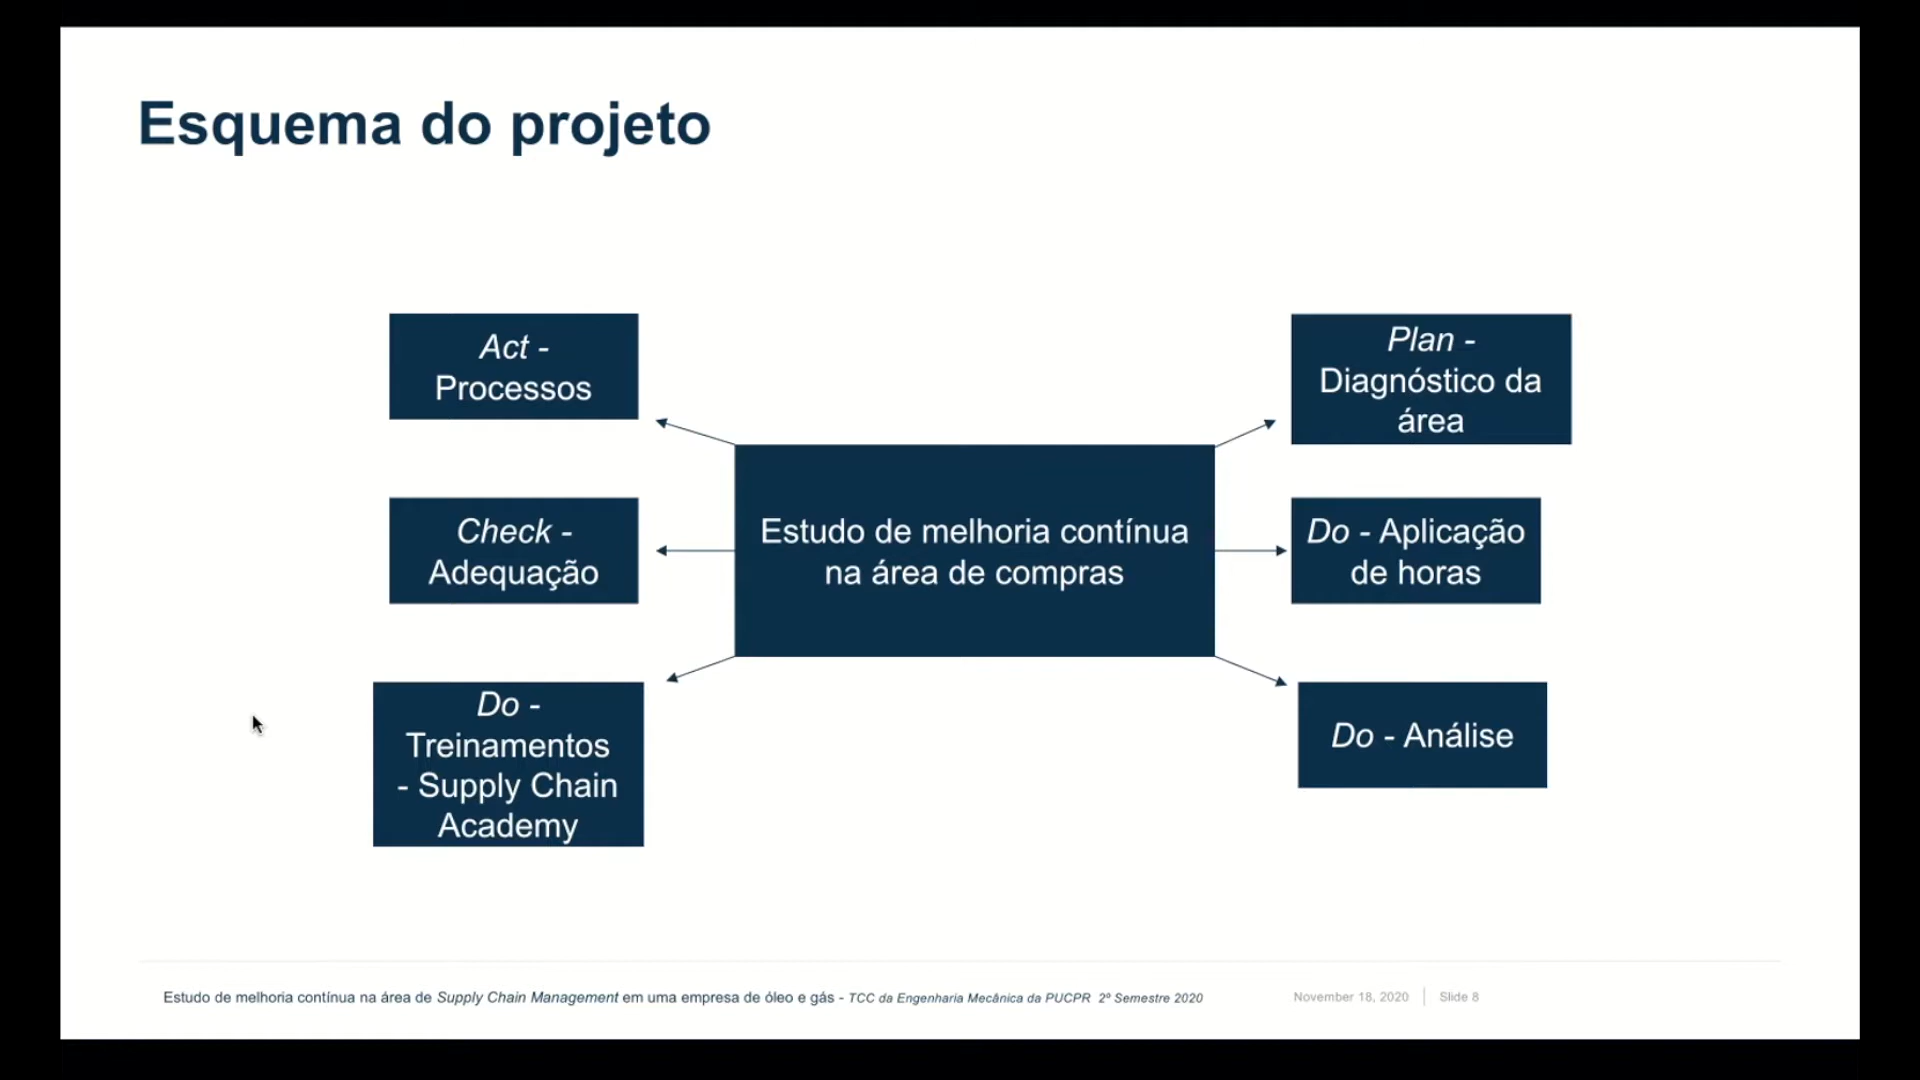 Esquema do projeto
Act -
Processos
Plan -
Diagnóstico da
área
Check -
Adequação
Estudo de melhoria contínua
na área de compras
Do - Aplicação
de horas
Do -
Treinamentos
- Supply Chain
Academy
Do - Análise
Estudo de melhoria contínua na área de Supply Chain Management em uma empresa de óleo e gás - TCC da Engenharia Mecânica da PUCPR 2º Semestre 2020
November 18, 2020 | Slide 8